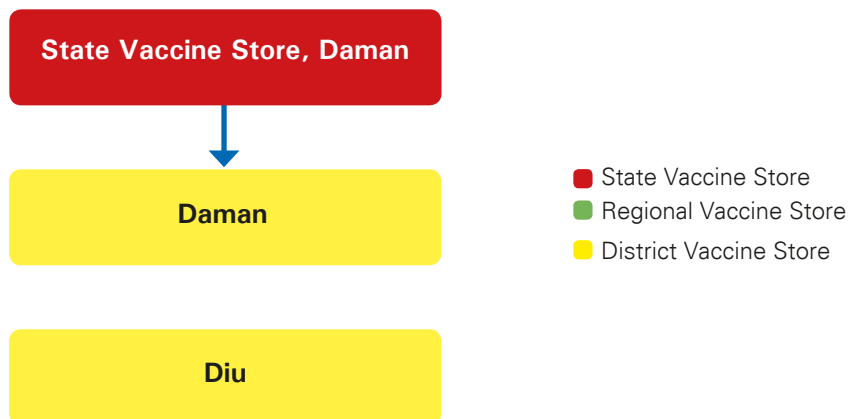 State Vaccine Store, Daman
Daman
Diu
State Vaccine Store
Regional Vaccine Store
District Vaccine Store